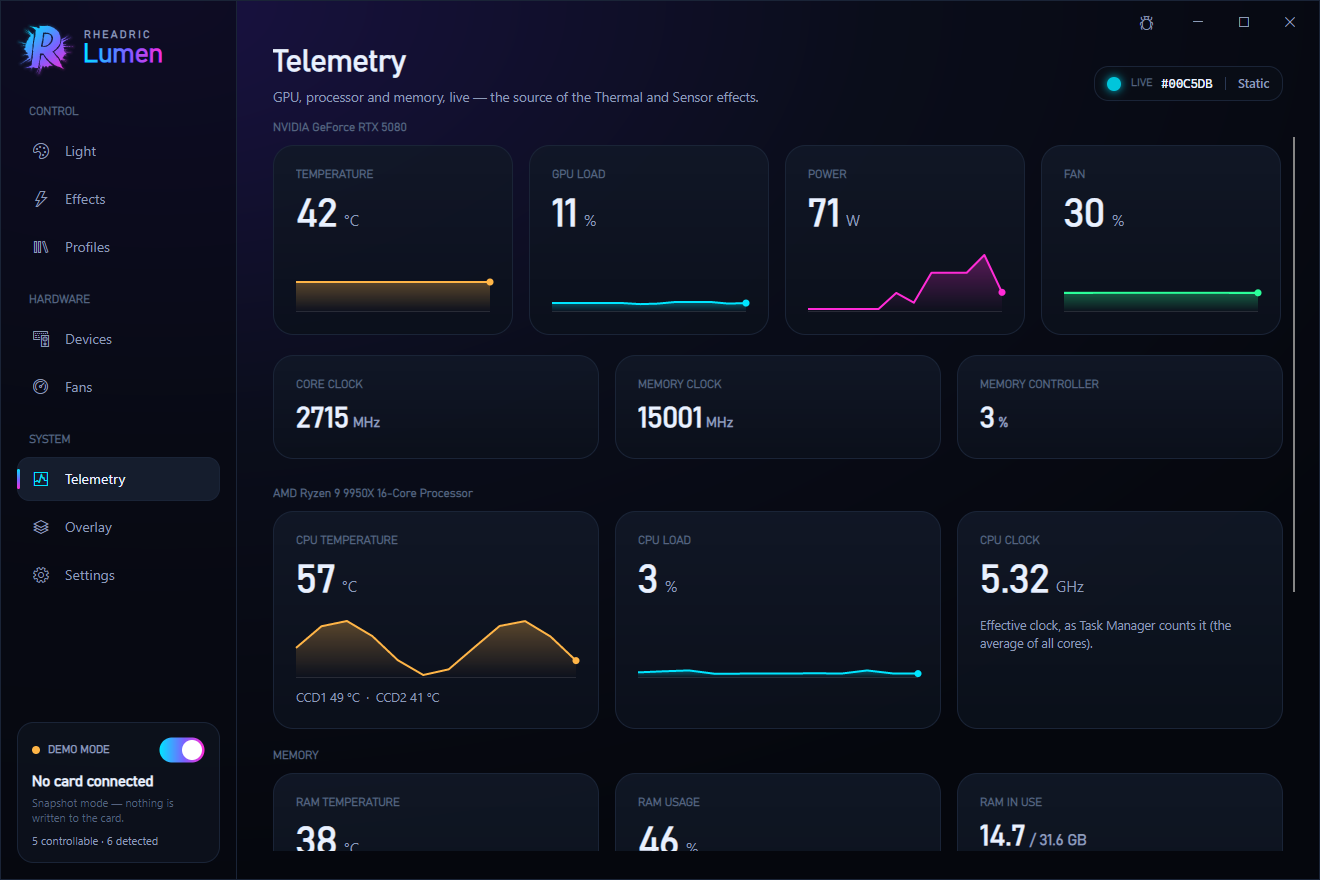 RHEADRIC
Lumen
CONTROL
Light
Effects
Profiles
HARDWARE
Devices
Fans
SYSTEM
Telemetry
Overlay
Settings
DEMO MODE
No card connected
Snapshot mode — nothing is
written to the card.
5 controllable · 6 detected
Telemetry
GPU, processor and memory, live — the source of the Thermal and Sensor effects.
LIVE #00C5DB Static
NVIDIA GeForce RTX 5080
TEMPERATURE
42 °C
GPU LOAD
11 %
POWER
71 W
FAN
30 %
CORE CLOCK
2715 MHz
MEMORY CLOCK
15001 MHz
MEMORY CONTROLLER
3 %
AMD Ryzen 9 9950X 16-Core Processor
CPU TEMPERATURE
57 °C
CCD1 49 °C · CCD2 41 °C
CPU LOAD
3 %
CPU CLOCK
5.32 GHz
Effective clock, as Task Manager counts it (the
average of all cores).
MEMORY
RAM TEMPERATURE
38 °C
RAM USAGE
46 %
RAM IN USE
14.7 / 31.6 GB